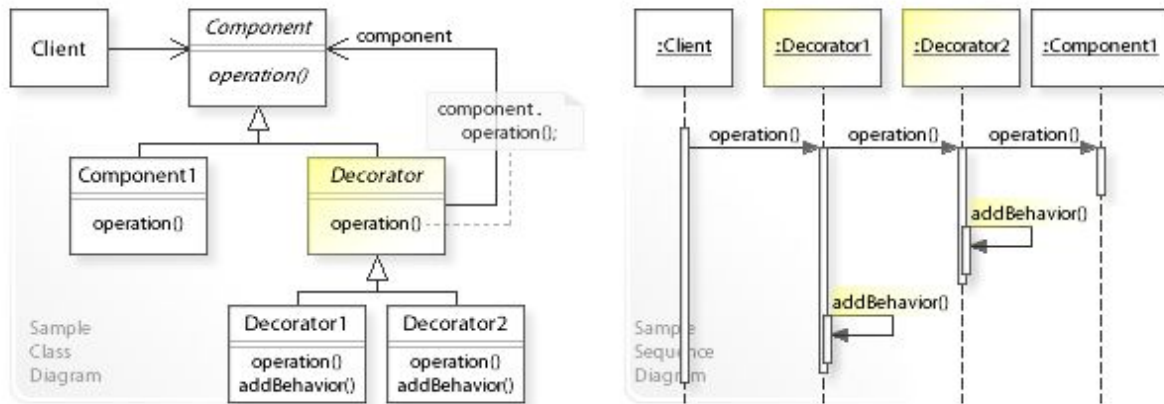 Client
Component
operation()
component
component.
operation();
Component1
operation()
Decorator
operation()
Decorator1
operation()
addBehavior()
Decorator2
operation()
addBehavior()
Sample
Class
Diagram
:Client
:Decorator1
:Decorator2
:Component1
operation()
operation()
operation()
addBehavior()
addBehavior()
Sample
Sequence
Diagram